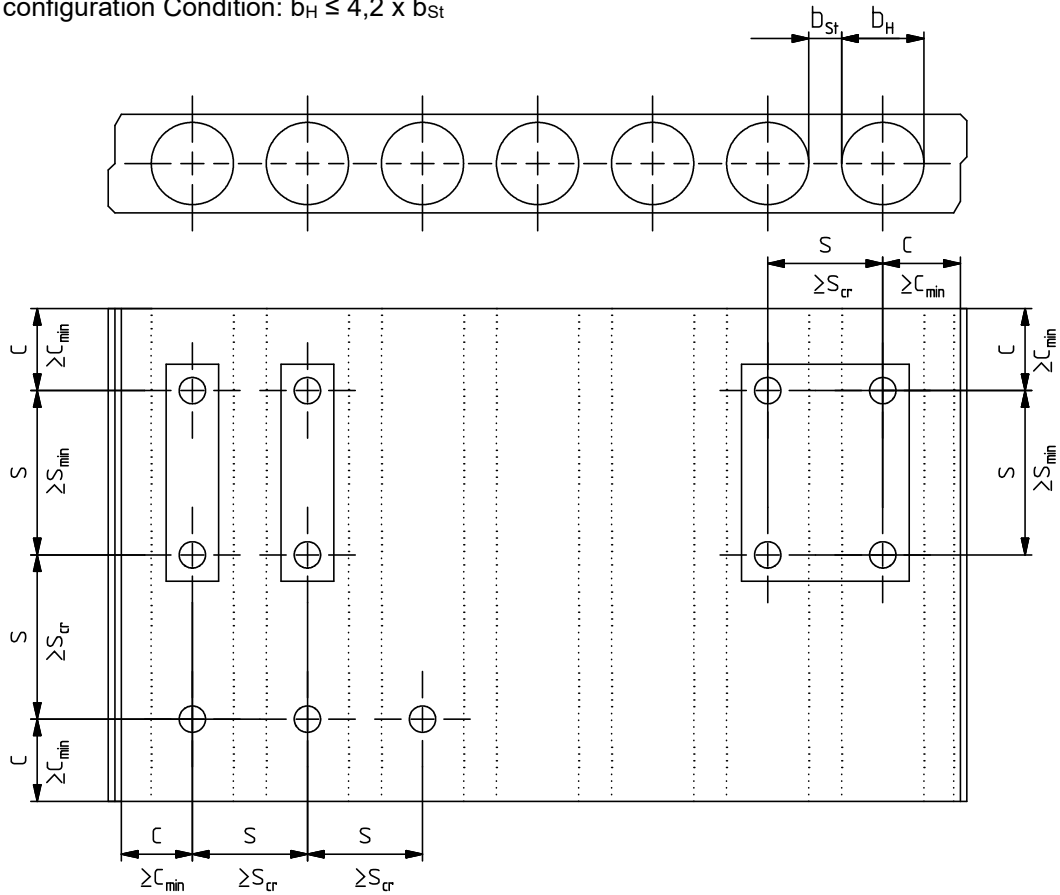 configuration Condition: bH ≤ 4,2 x bSt
bSt bH
S C
≥Scr ≥Cmin
C ≥Cmin
S ≥Smin
S ≥Scr
C ≥Cmin
C ≥Cmin
S ≥Smin
C S S
≥Cmin ≥Scr ≥Scr